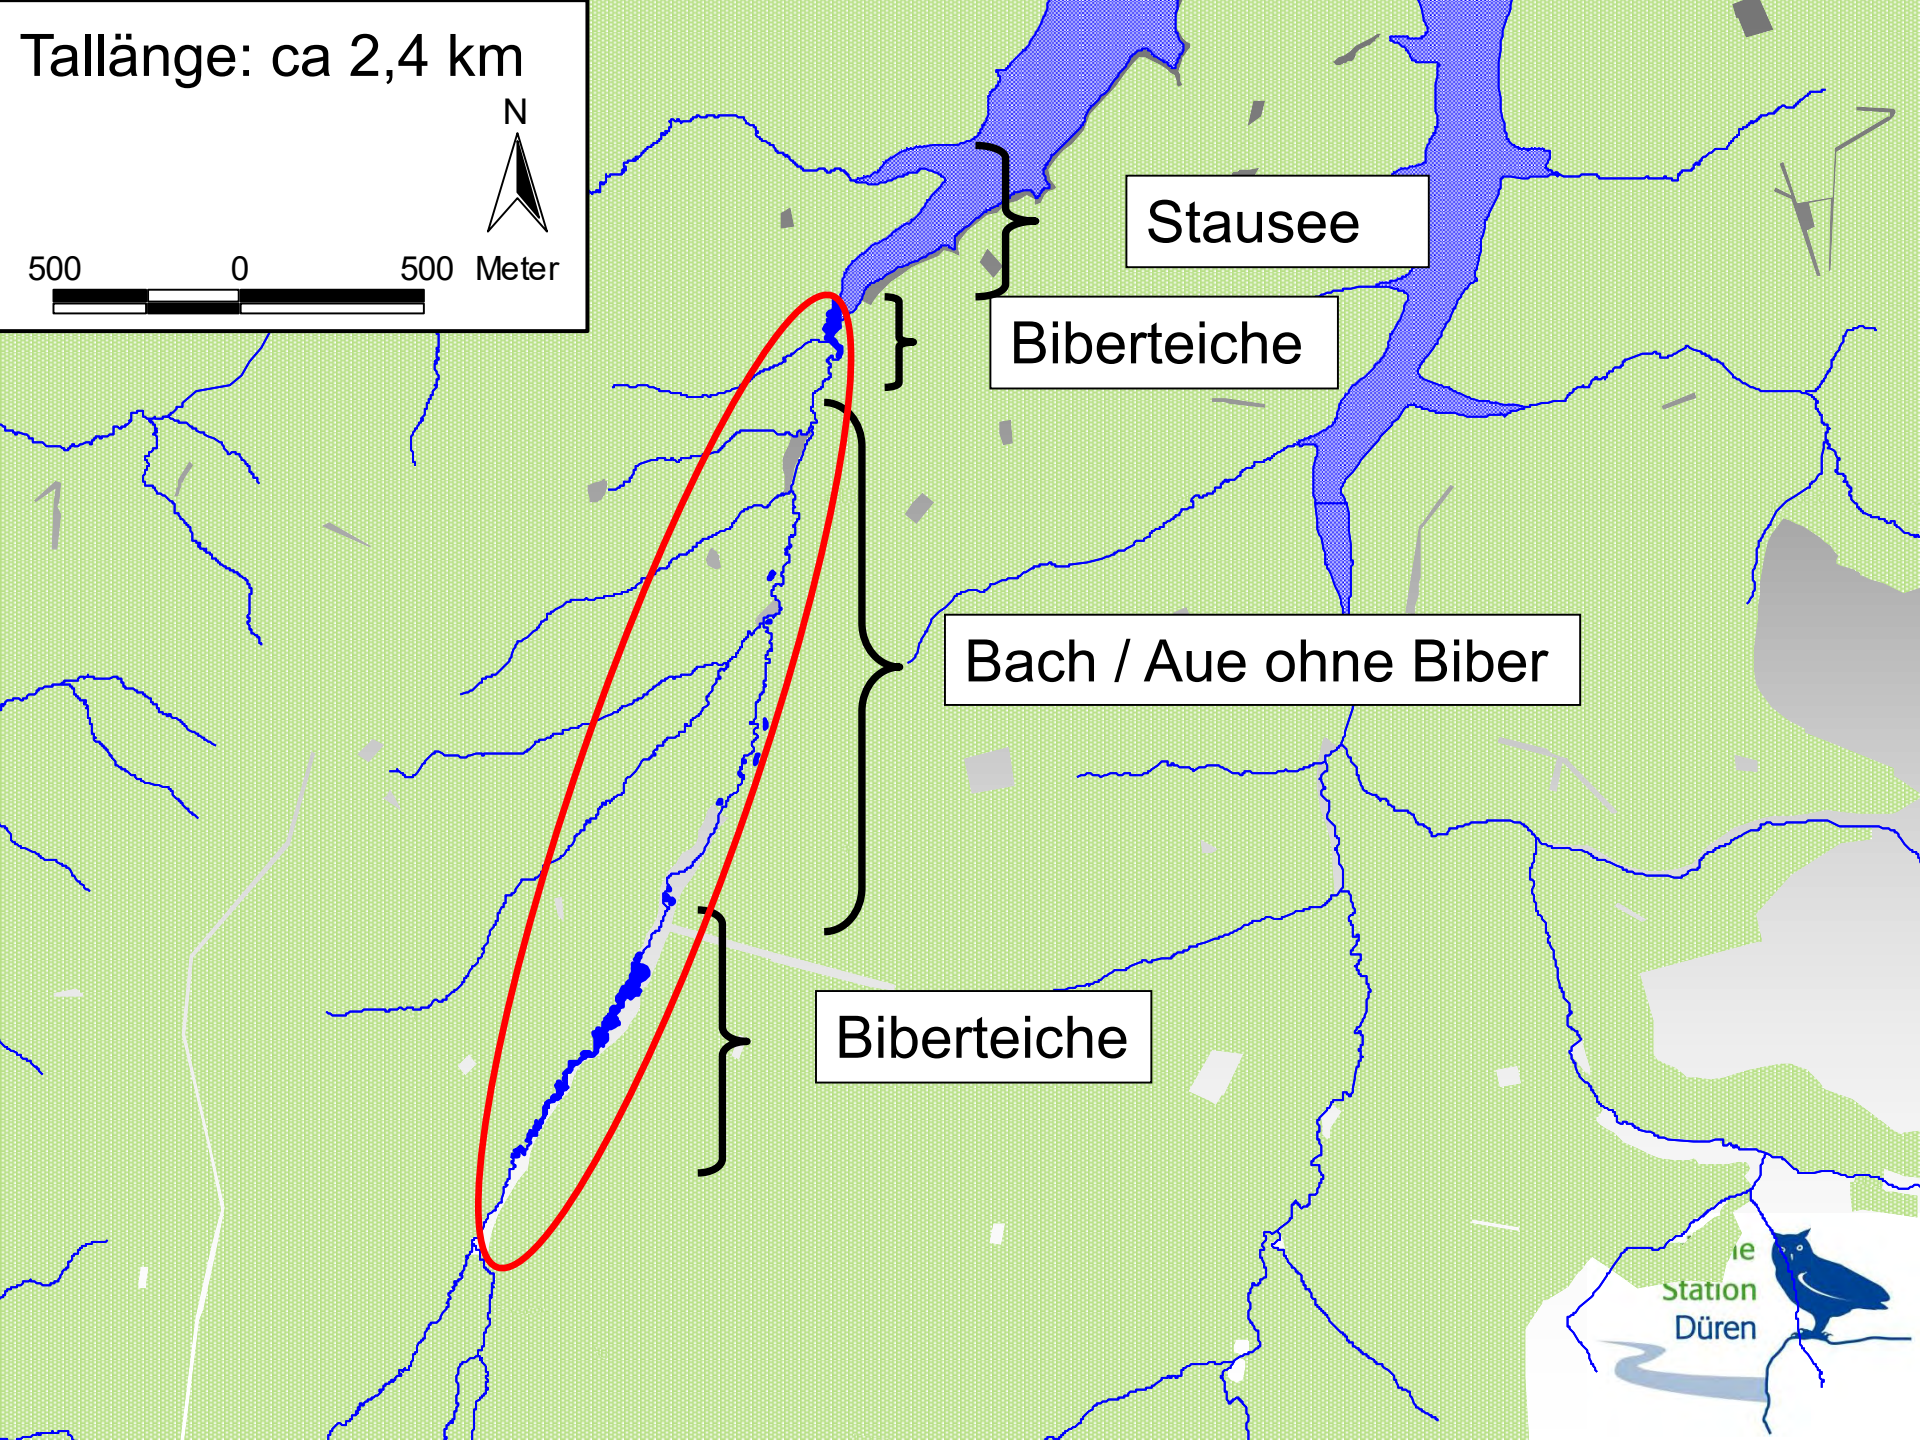 Tallänge: ca 2,4 km
N
500 0 500 Meter
Stausee
Biberteiche
Bach / Aue ohne Biber
Biberteiche
Station
Düren